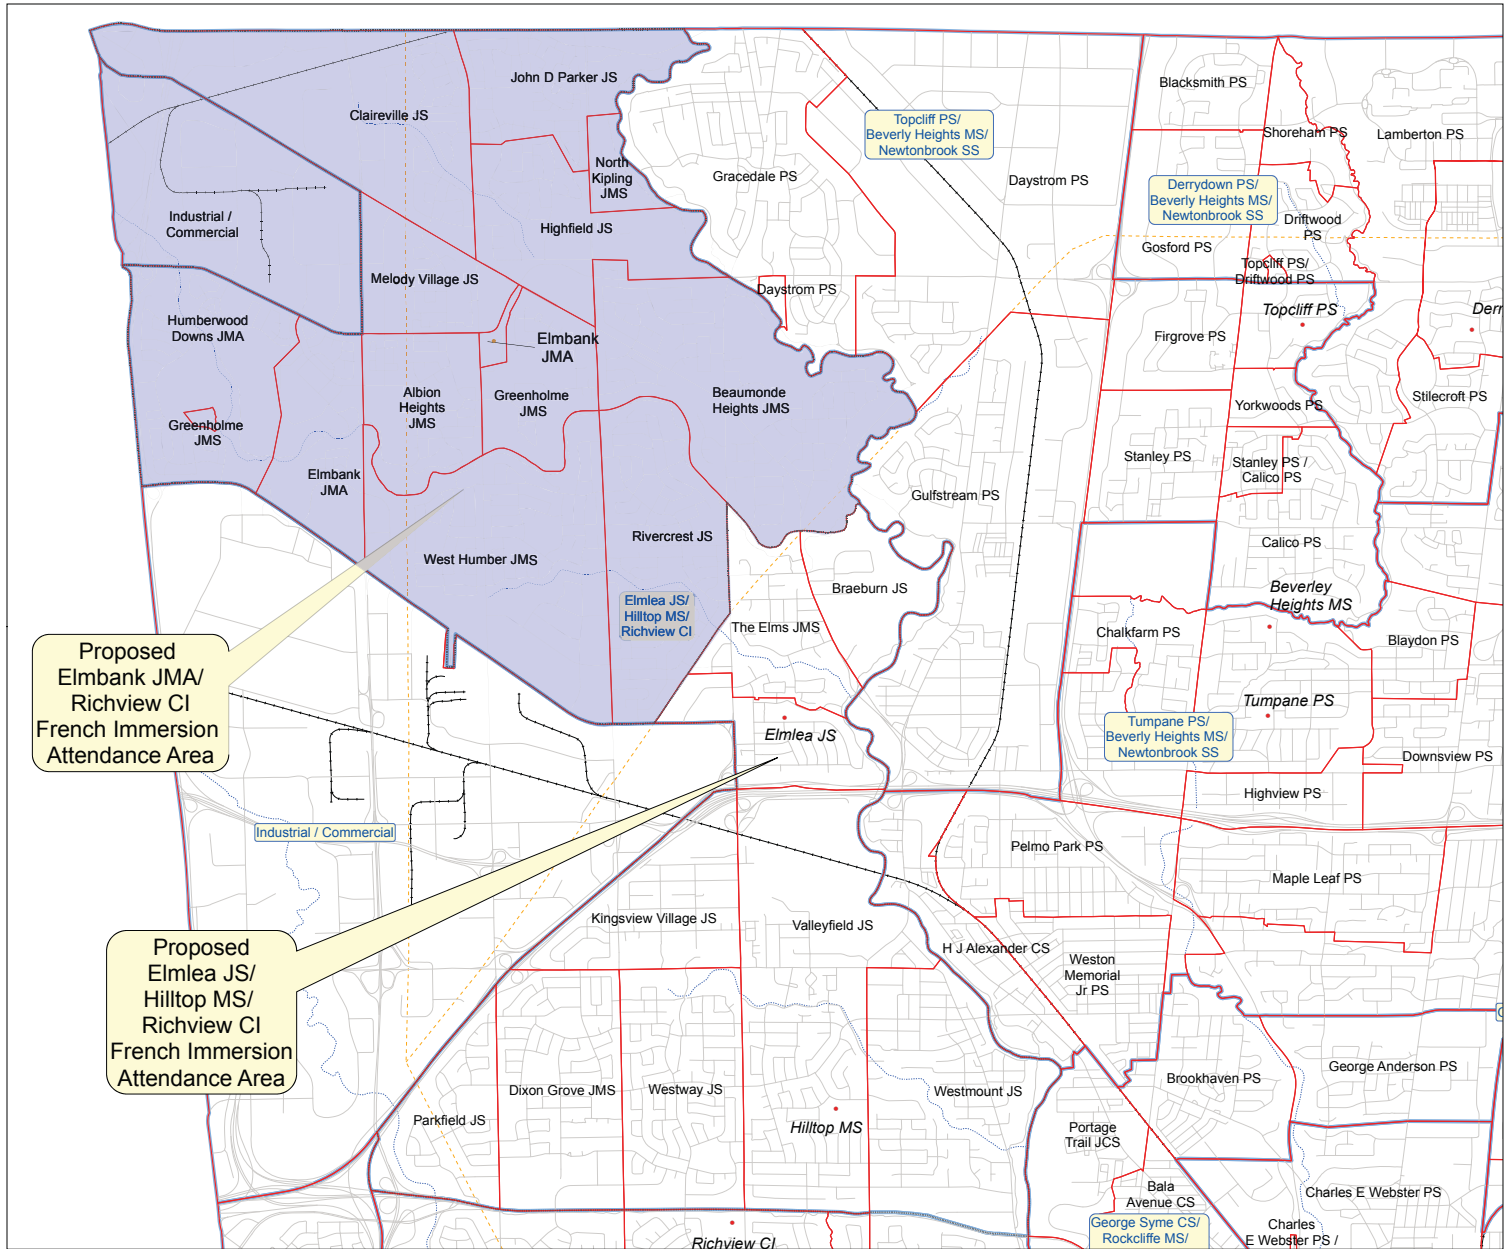 John D Parker JS
Claireville JS
North
Kipling
JMS
Highfield JS
Industrial /
Commercial
Melody Village JS
Humberwood
Downs JMA
Elmbank
JMA
Albion
Heights
JMS
Greenholme
JMS
Beaumonde
Heights JMS
Greenholme
JMS
Elmbank
JMA
West Humber JMS
Rivercrest JS
Elmlea JS/
Hilltop MS/
Richview CI
Gracedale PS
Topcliff PS/
Beverly Heights MS/
Newtonbrook SS
Daystrom PS
Daystrom PS
Blacksmith PS
Shoreham PS
Lamberton PS
Derrydown PS/
Beverly Heights MS/
Newtonbrook SS
Driftwood
PS
Gosford PS
Topcliff PS/
Driftwood PS
Topcliff PS
Firgrove PS
Yorkwoods PS
Stilecroft PS
Stanley PS
Stanley PS /
Calico PS
Gulfstream PS
Calico PS
Braeburn JS
The Elms JMS
Beverley
Heights MS
Chalkfarm PS
Blaydon PS
Tumpane PS
Tumpane PS/
Beverly Heights MS/
Newtonbrook SS
Downsview PS
Elmlea JS
Highview PS
Proposed
Elmbank JMA/
Richview CI
French Immersion
Attendance Area
Industrial / Commercial
Pelmo Park PS
Maple Leaf PS
Kingsview Village JS
Valleyfield JS
H J Alexander CS
Weston
Memorial
Jr PS
Proposed
Elmlea JS/
Hilltop MS/
Richview CI
French Immersion
Attendance Area
Dixon Grove JMS
Westway JS
Westmount JS
Brookhaven PS
George Anderson PS
Parkfield JS
Hilltop MS
Portage
Trail JCS
Bala
Avenue CS
Charles E Webster PS
George Syme CS/
Rockcliffe MS/
Charles
E Webster PS /
Richview CI